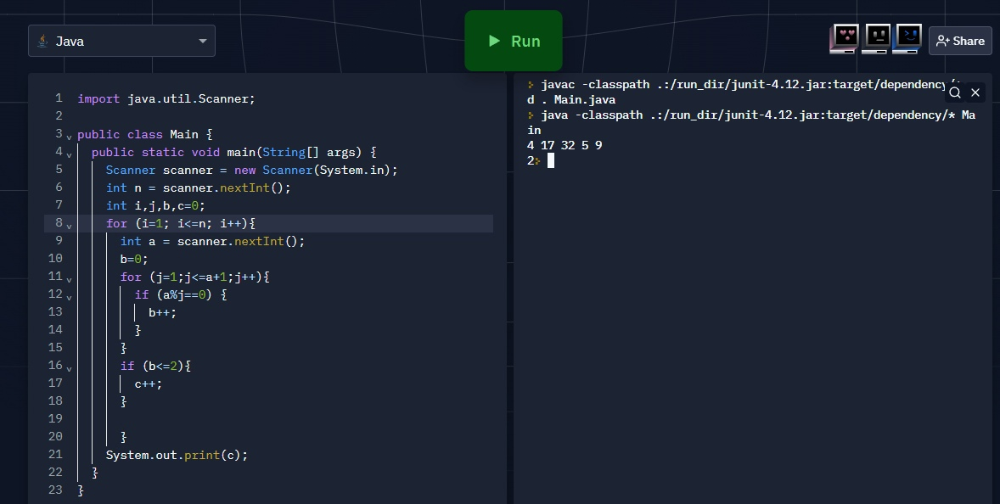 Java
Run
Share
1 import java.util.Scanner;
2
3 public class Main {
4 public static void main(String[] args) {
5 Scanner scanner = new Scanner(System.in);
6 int n = scanner.nextInt();
7 int i,j,b,c=0;
8 for (i=1; i<=n; i++){
9 int a = scanner.nextInt();
10 b=0;
11 for (j=1;j<=a+1;j++){
12 if (a%j==0) {
13 b++;
14 }
15 }
16 if (b<=2){
17 c++;
18 }
19
20 }
21 System.out.print(c);
22 }
23 }
javac -classpath .:/run_dir/junit-4.12.jar:target/dependency/
d . Main.java
java -classpath .:/run_dir/junit-4.12.jar:target/dependency/* Ma
in
4 17 32 5 9
2